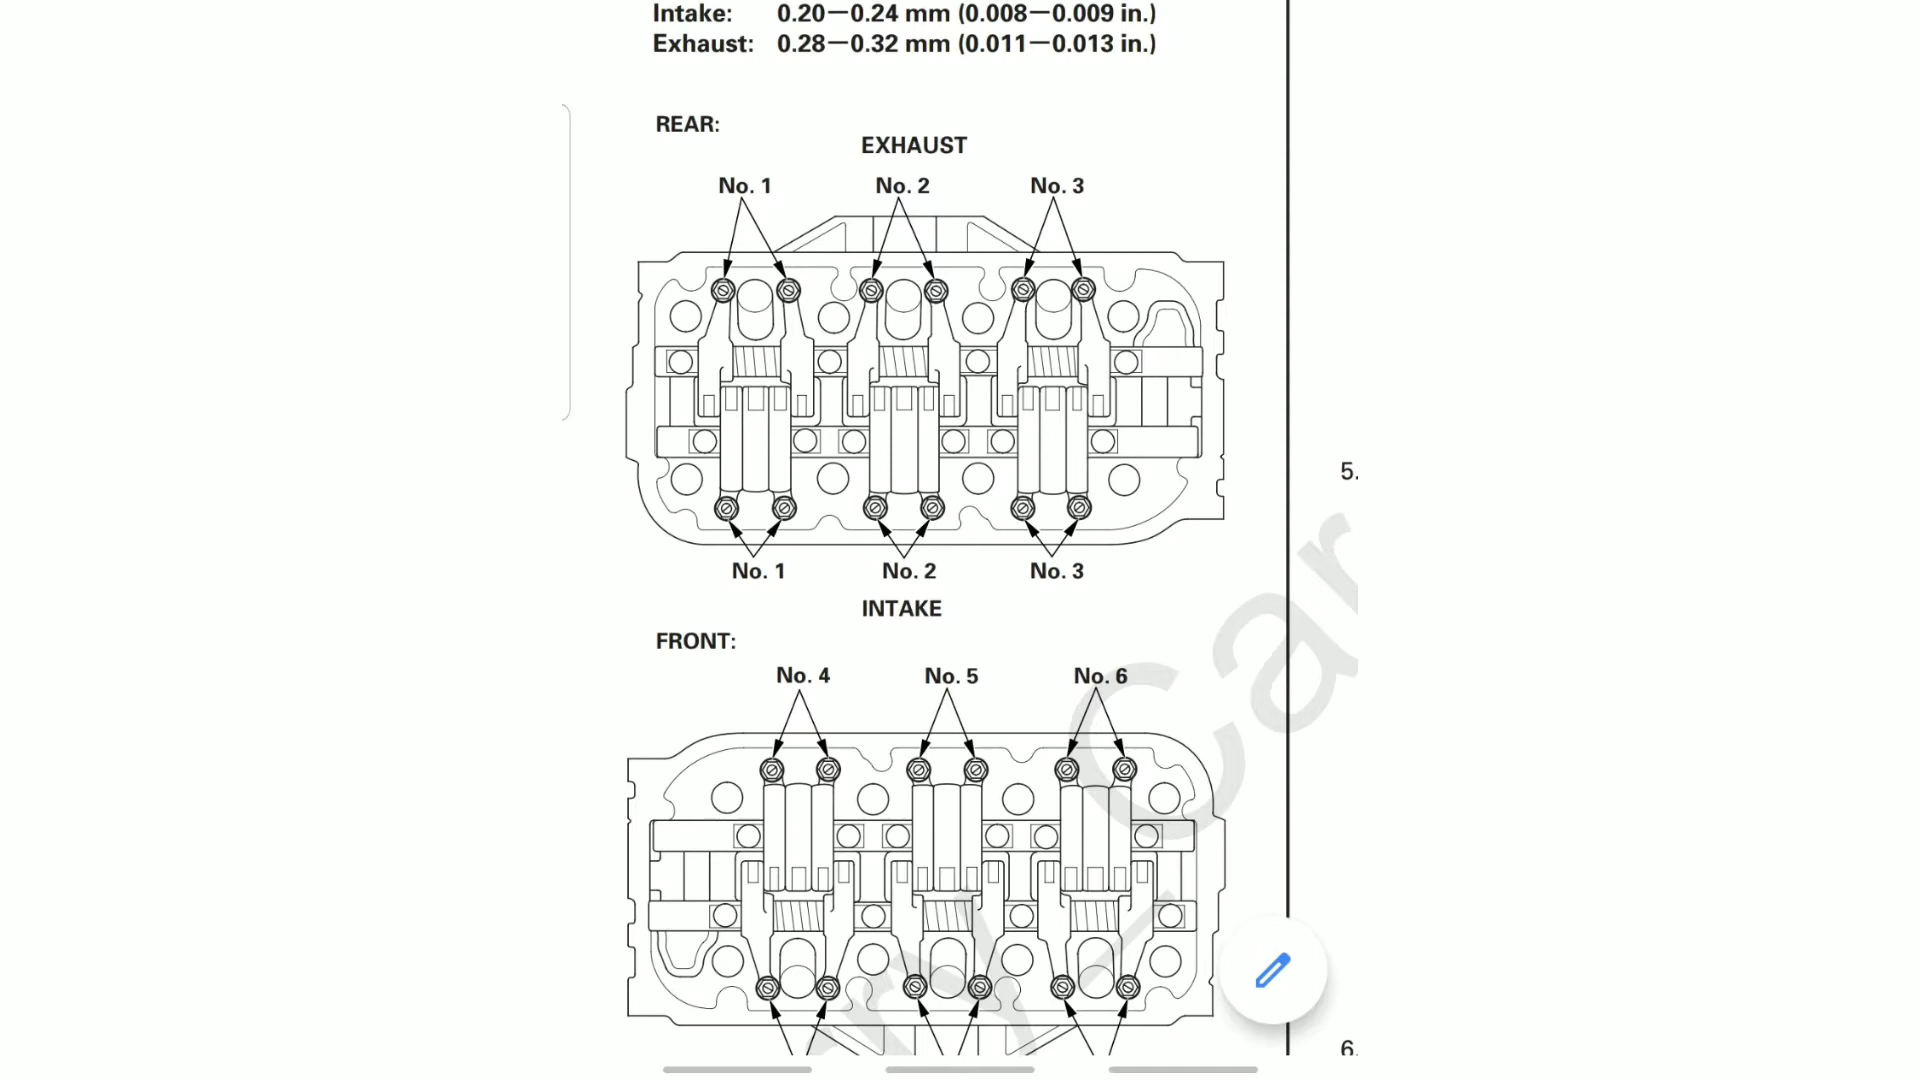 Intake: 0.20—0.24 mm (0.008—0.009 in.)
Exhaust: 0.28—0.32 mm (0.011—0.013 in.)
REAR:
EXHAUST
No. 1 No. 2 No. 3
No. 1 No. 2 No. 3
INTAKE
FRONT:
No. 4 No. 5 No. 6
5.
6.